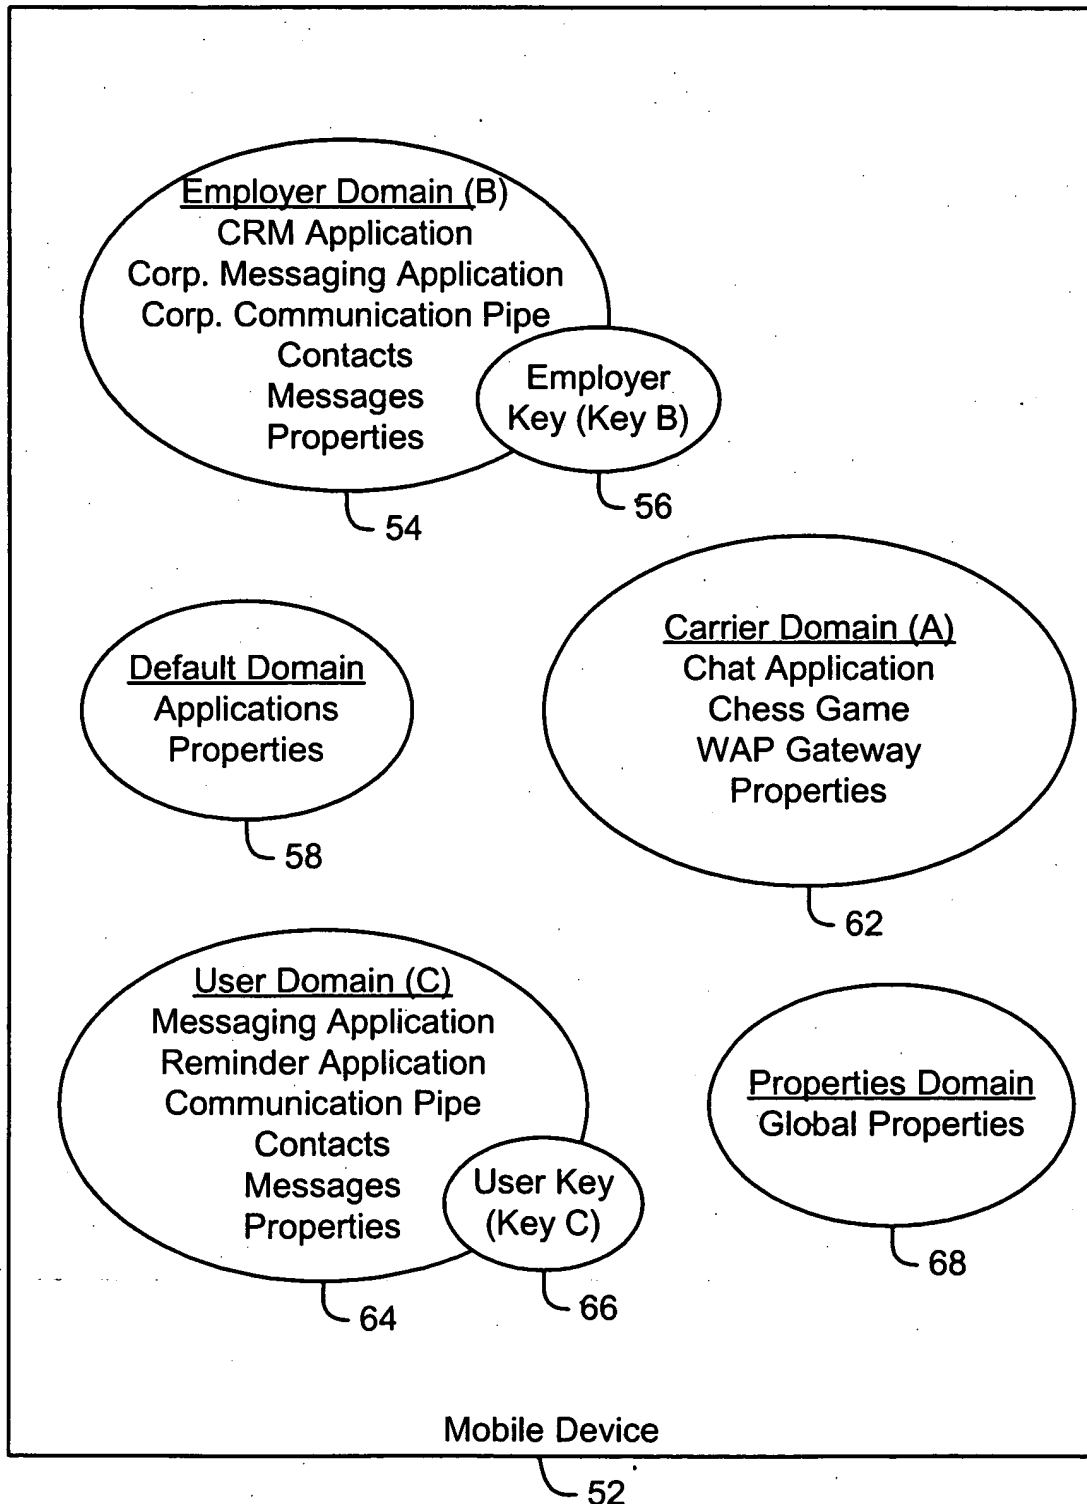 Employer Domain (B)
CRM Application
Corp. Messaging Application
Corp. Communication Pipe
Contacts
Messages
Properties
Employer
Key (Key B)
54
56
Default Domain
Applications
Properties
58
Carrier Domain (A)
Chat Application
Chess Game
WAP Gateway
Properties
62
User Domain (C)
Messaging Application
Reminder Application
Communication Pipe
Contacts
Messages
Properties
User Key
(Key C)
64
66
Properties Domain
Global Properties
68
Mobile Device
52